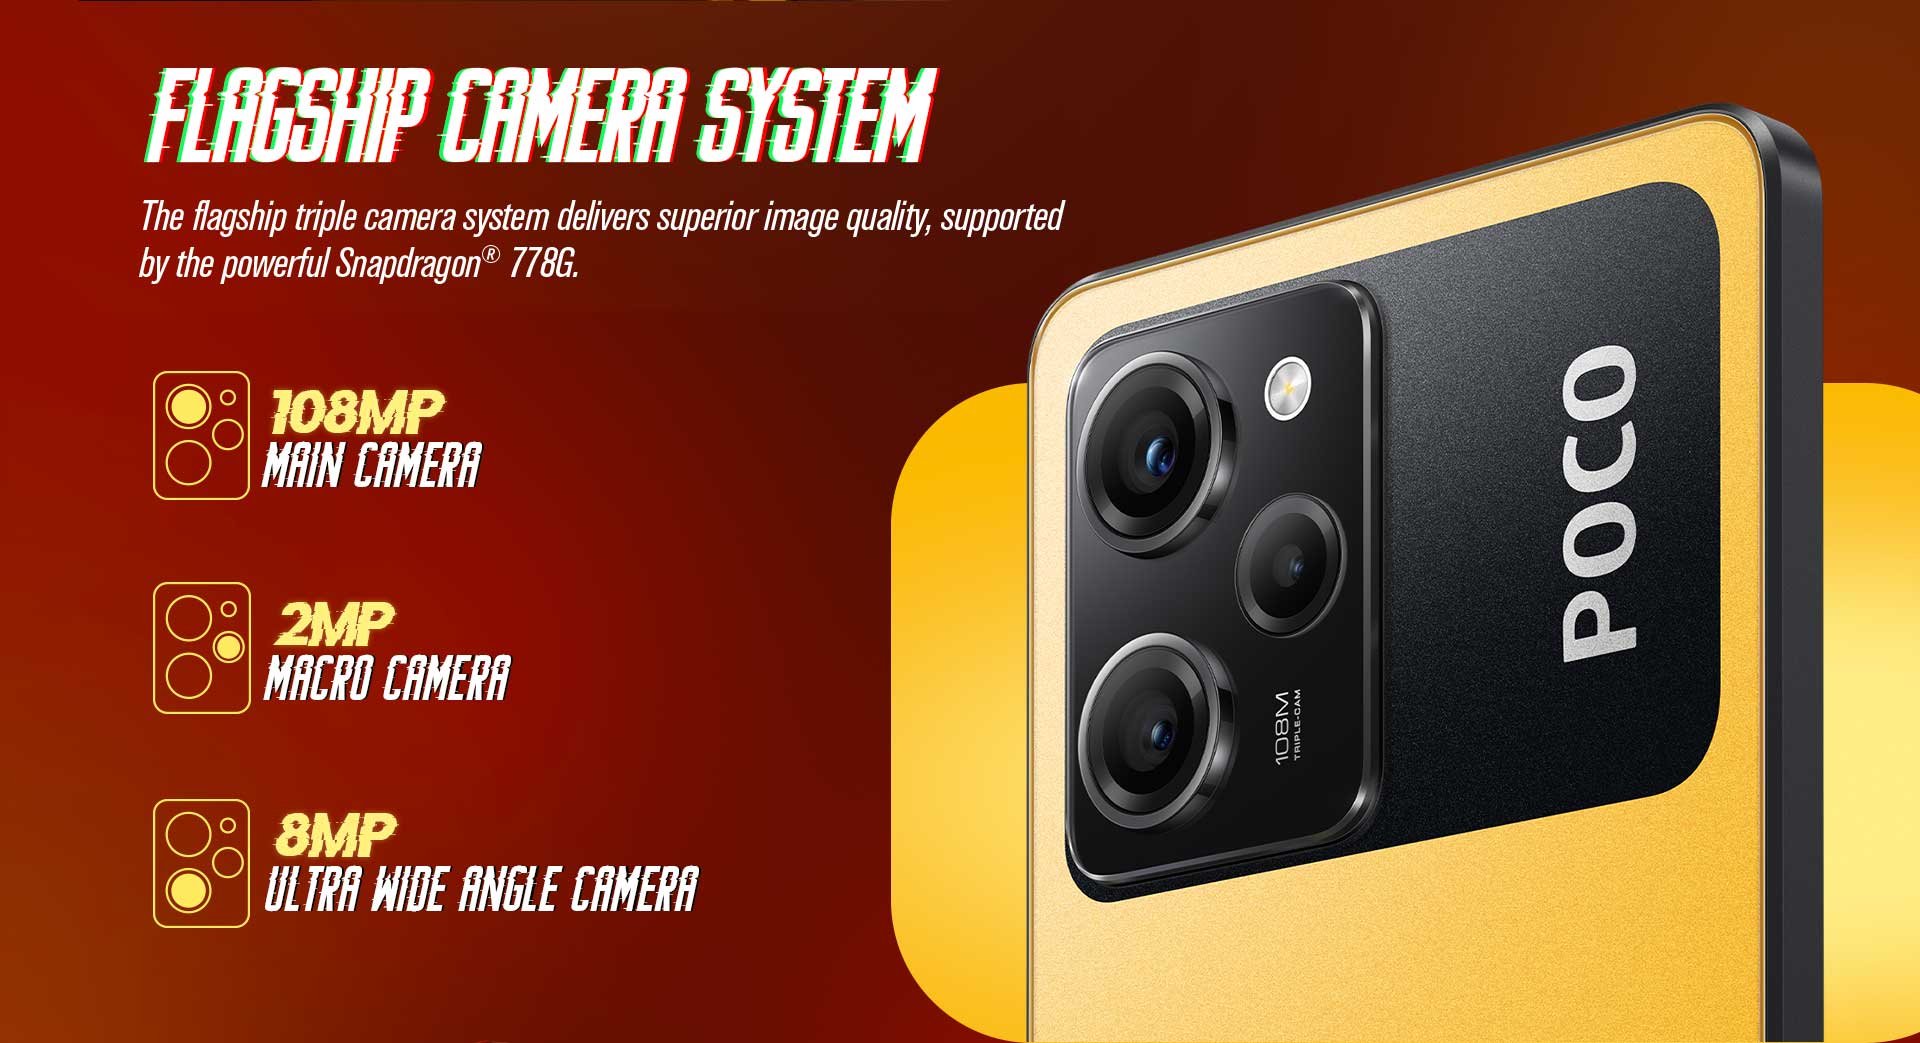 FLAGSHIP CAMERA SYSTEM
The flagship triple camera system delivers superior image quality, supported
by the powerful Snapdragon® 778G.
108MP
MAIN CAMERA
2MP
MACRO CAMERA
8MP
ULTRA WIDE ANGLE CAMERA
POCO
108M
TRIPLE-CAM